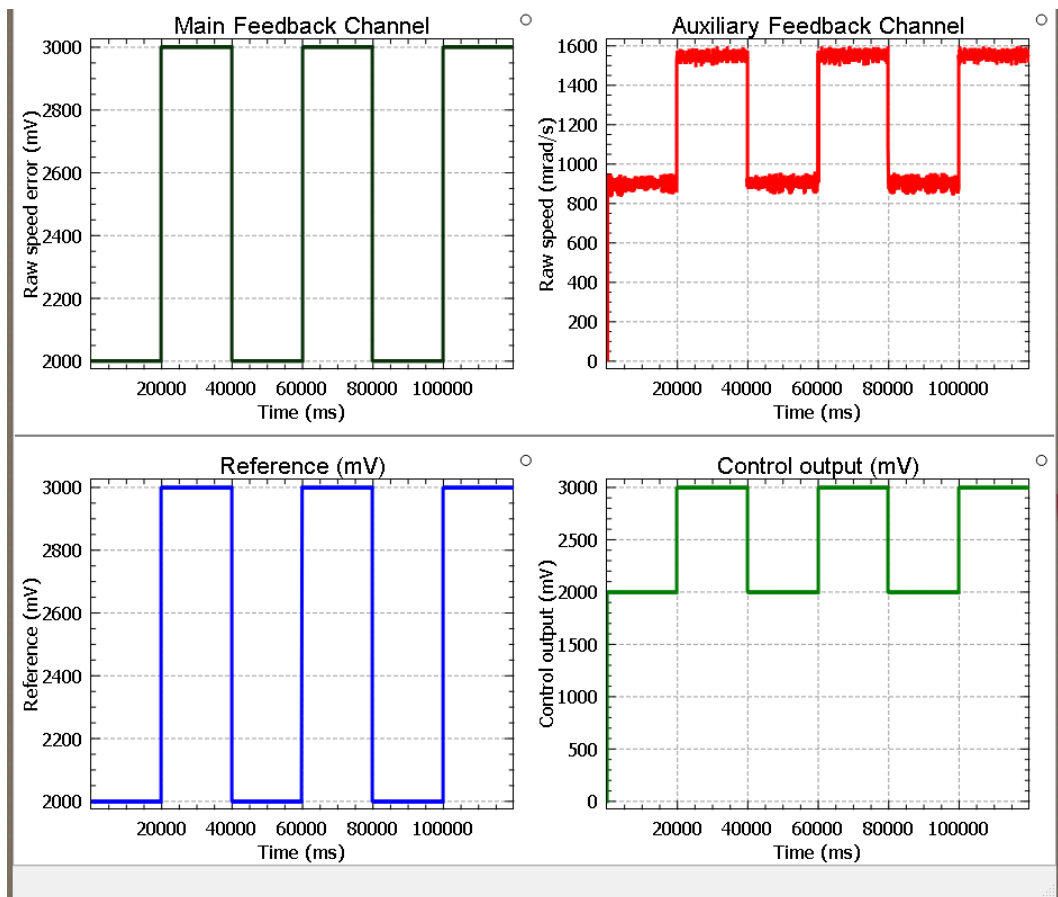 Main Feedback Channel
Raw speed error (mV)
3000
2800
2600
2400
2200
2000
20000 40000 60000 80000 100000
Time (ms)
Auxiliary Feedback Channel
Raw speed (mrad/s)
1600
1400
1200
1000
800
600
400
200
0
20000 40000 60000 80000 100000
Time (ms)
Reference (mV)
Reference (mV)
3000
2800
2600
2400
2200
2000
20000 40000 60000 80000 100000
Time (ms)
Control output (mV)
Control output (mV)
3000
2500
2000
1500
1000
500
0
20000 40000 60000 80000 100000
Time (ms)